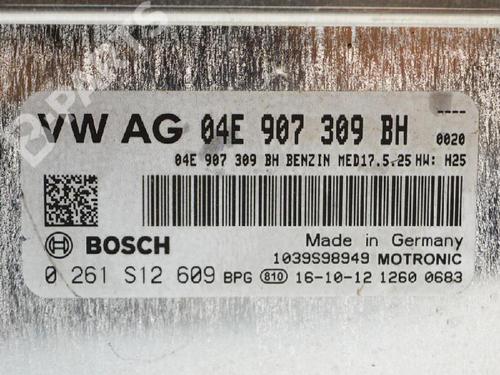 VW AG 04E 907 309 BH ----
0020
04E 907 309 BH BENZIN MED17.5.25 HW: H25
BOSCH
Made in Germany
1039S98949 MOTRONIC
0 261 S12 609 BPG 810 16-10-12 1260 0683